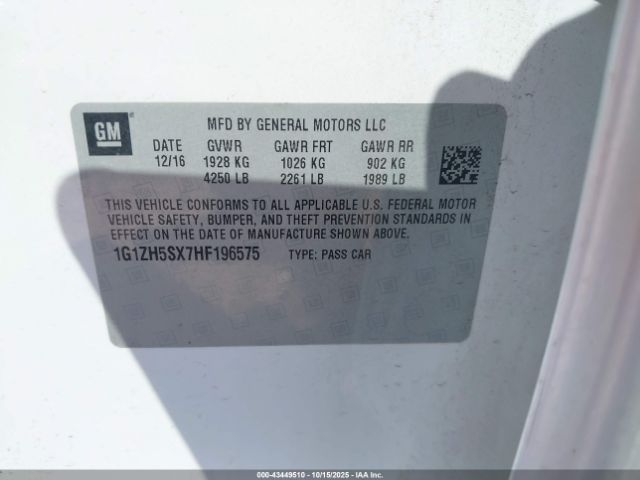 GM
MFD BY GENERAL MOTORS LLC
DATE GVWR GAWR FRT GAWR RR
12/16 1928 KG 1026 KG 902 KG
4250 LB 2261 LB 1989 LB
THIS VEHICLE CONFORMS TO ALL APPLICABLE U.S. FEDERAL MOTOR
VEHICLE SAFETY, BUMPER, AND THEFT PREVENTION STANDARDS IN
EFFECT ON THE DATE OF MANUFACTURE SHOWN ABOVE.
1G1ZH5SX7HF196575 TYPE: PASS CAR
000-43449510 - 10/15/2025 - IAAI - Copart